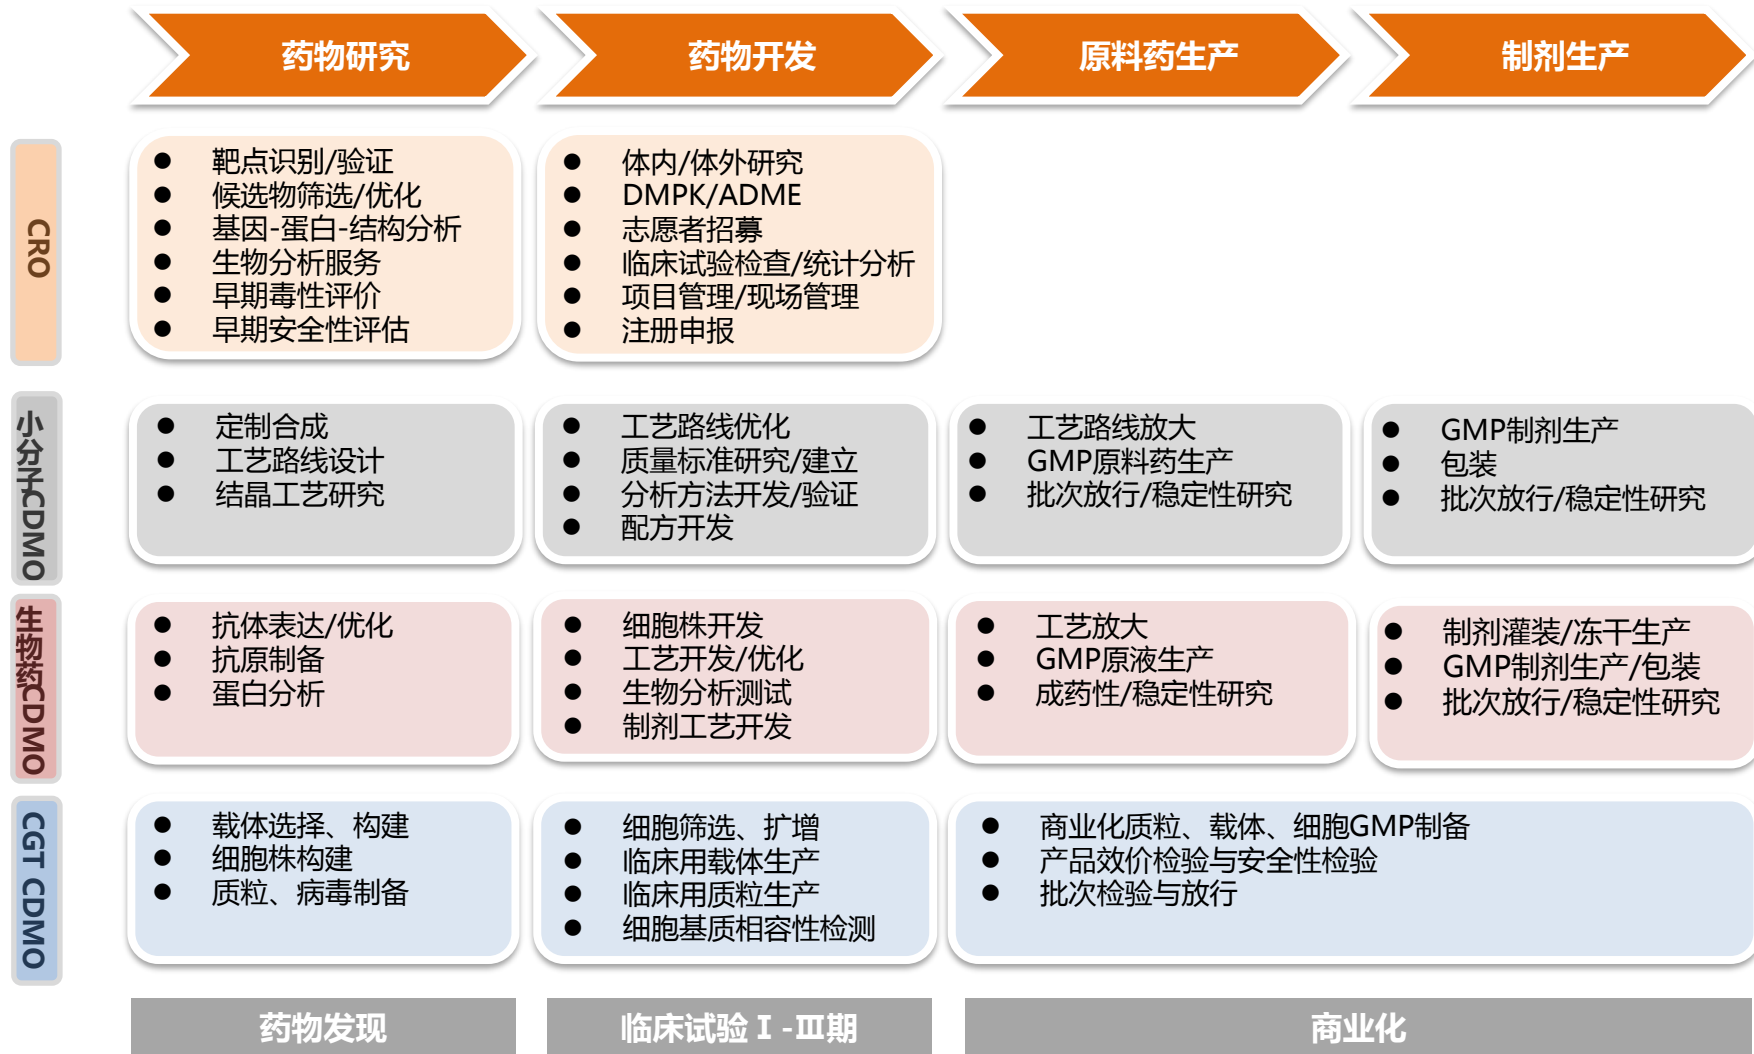 药物研究
药物开发
原料药生产
制剂生产
CRO
靶点识别/验证
候选物筛选/优化
基因-蛋白-结构分析
生物分析服务
早期毒性评价
早期安全性评估
体内/体外研究
DMPK/ADME
志愿者招募
临床试验检查/统计分析
项目管理/现场管理
注册申报
小分子CDMO
定制合成
工艺路线设计
结晶工艺研究
工艺路线优化
质量标准研究/建立
分析方法开发/验证
配方开发
工艺路线放大
GMP原料药生产
批次放行/稳定性研究
GMP制剂生产
包装
批次放行/稳定性研究
生物药CDMO
抗体表达/优化
抗原制备
蛋白分析
细胞株开发
工艺开发/优化
生物分析测试
制剂工艺开发
工艺放大
GMP原液生产
成药性/稳定性研究
制剂灌装/冻干生产
GMP制剂生产/包装
批次放行/稳定性研究
CGT CDMO
载体选择、构建
细胞株构建
质粒、病毒制备
细胞筛选、扩增
临床用载体生产
临床用质粒生产
细胞基质相容性检测
商业化质粒、载体、细胞GMP制备
产品效价检验与安全性检验
批次检验与放行
药物发现
临床试验Ⅰ-Ⅲ期
商业化